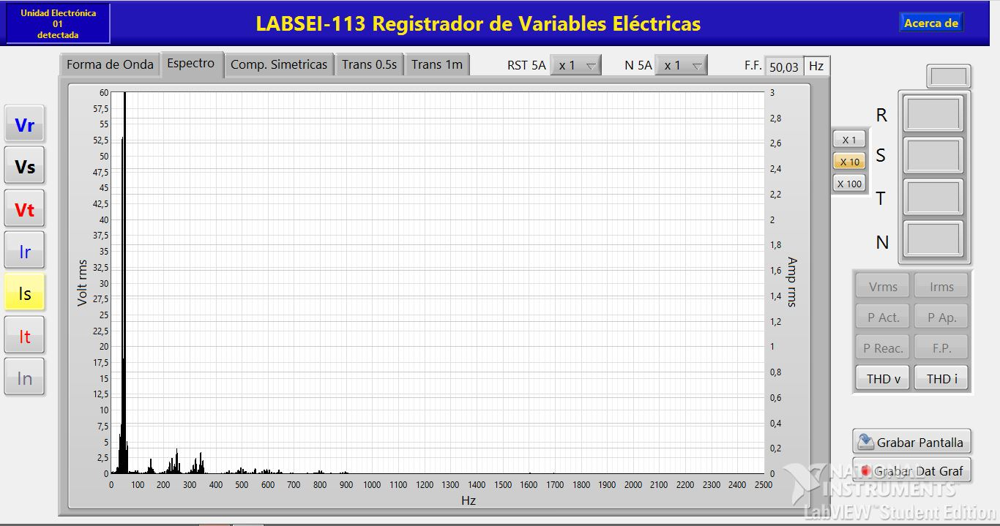 Unidad Electrónica
01
detectada
LABSEI-113 Registrador de Variables Eléctricas
Acerca de
Forma de Onda
Espectro
Comp. Simetricas
Trans 0.5s
Trans 1m
RST 5A
x 1
N 5A
x 1
F.F.
50,03
Hz
Vr
Vs
Vt
Ir
Is
It
In
Volt rms
60
57,5
55
52,5
50
47,5
45
42,5
40
37,5
35
32,5
30
27,5
25
22,5
20
17,5
15
12,5
10
7,5
5
2,5
0
0 100 200 300 400 500 600 700 800 900 1000 1100 1200 1300 1400 1500 1600 1700 1800 1900 2000 2100 2200 2300 2400 2500
Hz
3
2,8
2,6
2,4
2,2
2
1,8
1,6
1,4
1,2
1
0,8
0,6
0,4
0,2
0
Amp rms
X 1
X 10
X 100
R
S
T
N
Vrms
Irms
P Act.
P Ap.
P Reac.
F.P.
THD v
THD i
Grabar Pantalla
Grabar Dat Graf
NATIONAL
INSTRUMENTS™
LabVIEW™ Student Edition